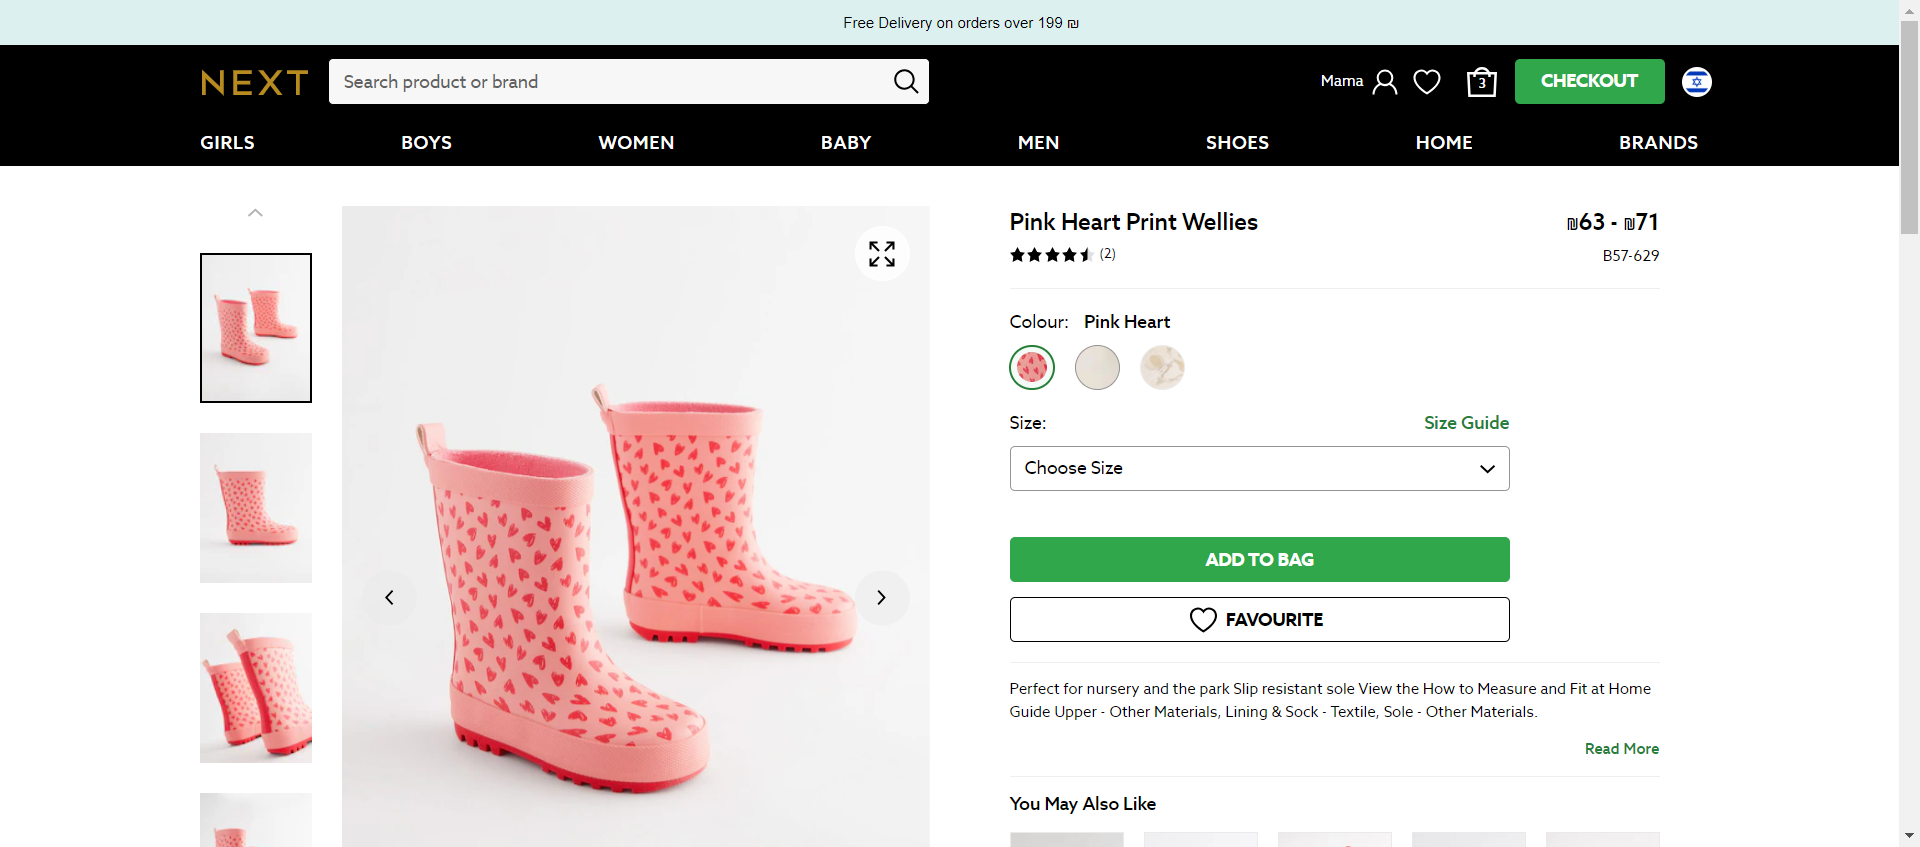 Free Delivery on orders over 199 ₪
NEXT
Search product or brand
Mama
3
CHECKOUT
GIRLS
BOYS
WOMEN
BABY
MEN
SHOES
HOME
BRANDS
Pink Heart Print Wellies
₪63 - ₪71
(2)
B57-629
Colour: Pink Heart
Size:
Size Guide
Choose Size
ADD TO BAG
FAVOURITE
Perfect for nursery and the park Slip resistant sole View the How to Measure and Fit at Home
Guide Upper - Other Materials, Lining & Sock - Textile, Sole - Other Materials.
Read More
You May Also Like